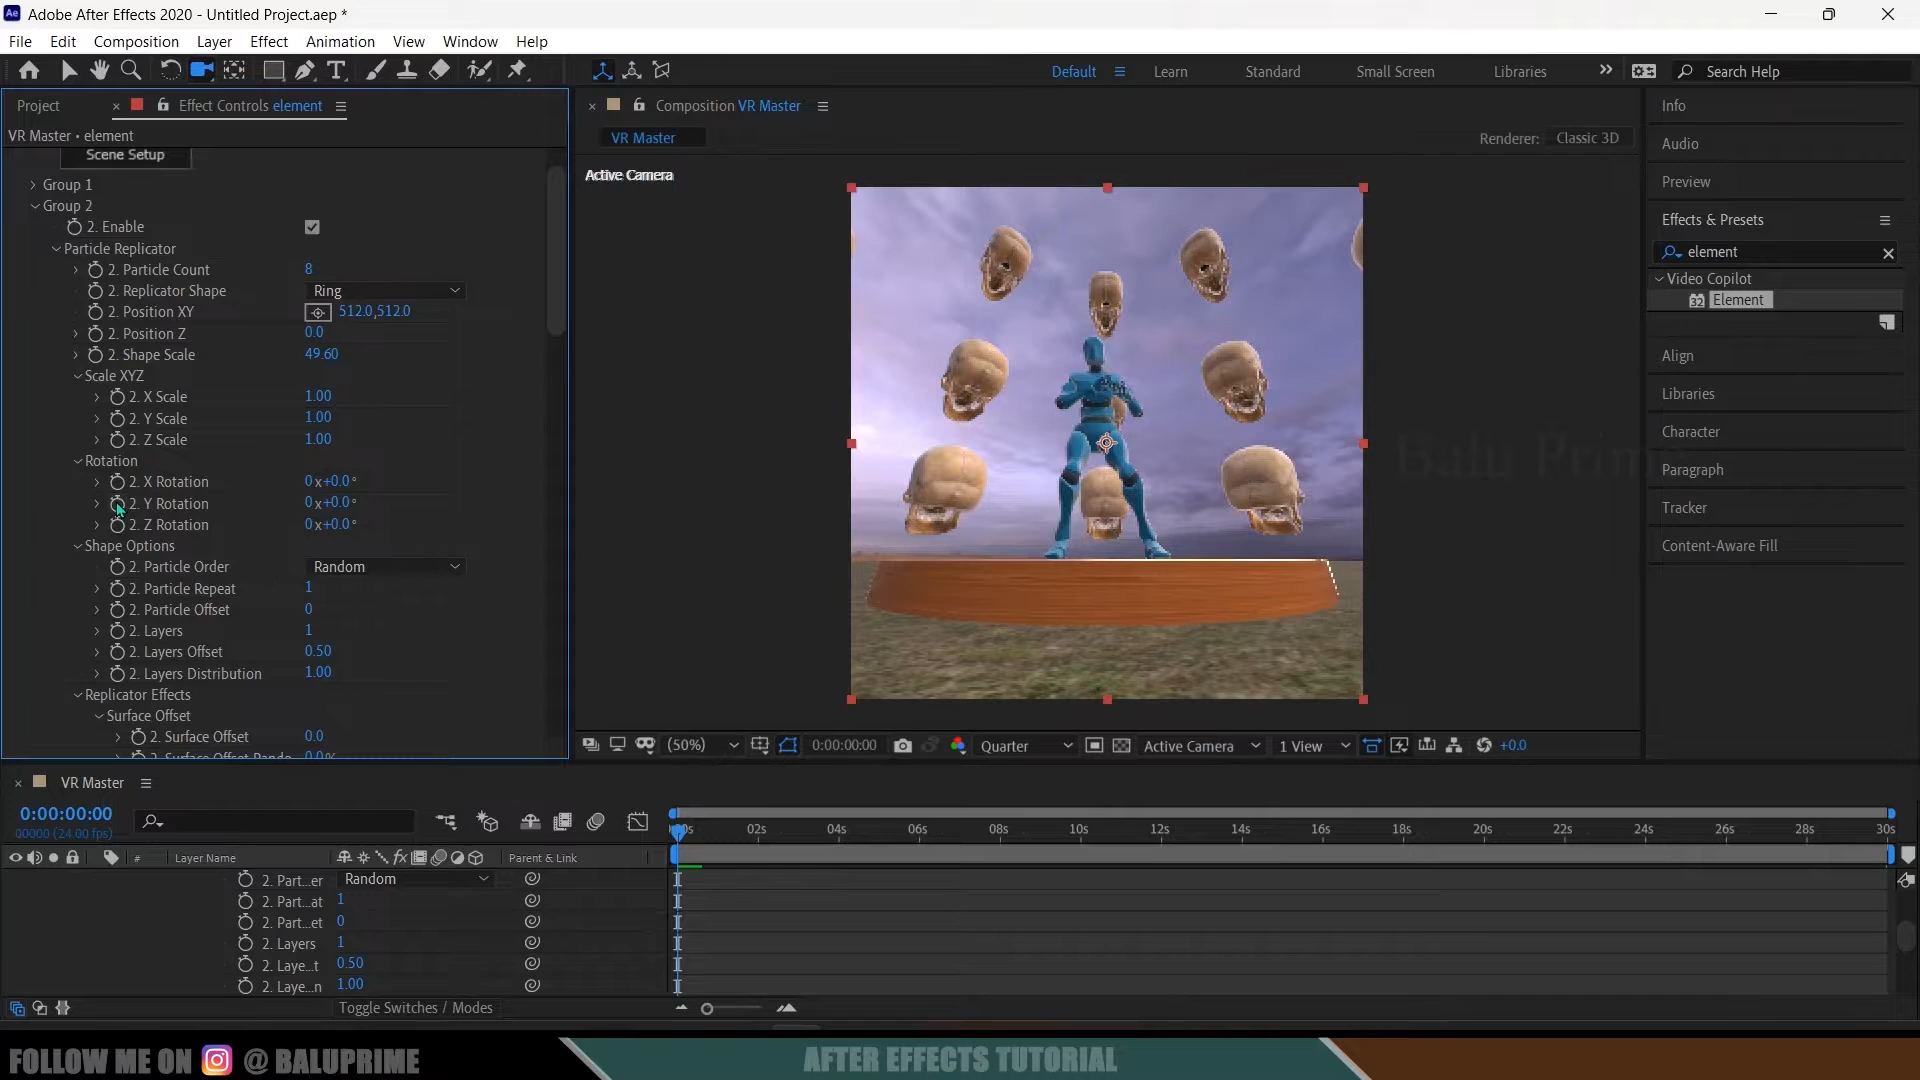 Adobe After Effects 2020 - Untitled Project.aep *
File Edit Composition Layer Effect Animation View Window Help
Default Learn Standard Small Screen Libraries Search Help
Project Effect Controls element
VR Master • element
Scene Setup
Group 1
Group 2
2. Enable
Particle Replicator
2. Particle Count 8
2. Replicator Shape Ring
2. Position XY 512.0,512.0
2. Position Z 0.0
2. Shape Scale 49.60
Scale XYZ
2. X Scale 1.00
2. Y Scale 1.00
2. Z Scale 1.00
Rotation
2. X Rotation 0x+0.0°
2. Y Rotation 0x+0.0°
2. Z Rotation 0x+0.0°
Shape Options
2. Particle Order Random
2. Particle Repeat 1
2. Particle Offset 0
2. Layers 1
2. Layers Offset 0.50
2. Layers Distribution 1.00
Replicator Effects
Surface Offset
2. Surface Offset 0.0
2. Surface Offset Rando 0.0%
Composition VR Master
VR Master
Renderer: Classic 3D
Active Camera
(50%) 0:00:00:00 Quarter Active Camera 1 View +0.0
Info
Audio
Preview
Effects & Presets
element
Video Copilot
32 Element
Align
Libraries
Character
Paragraph
Tracker
Content-Aware Fill
Balu Prime
VR Master
0:00:00:00
00000 (24.00 fps)
02s 04s 06s 08s 10s 12s 14s 16s 18s 20s 22s 24s 26s 28s 30s
# Layer Name Parent & Link
2. Part...er Random
2. Part...at 1
2. Part...et 0
2. Layers 1
2. Laye...t 0.50
2. Laye...n 1.00
Toggle Switches / Modes
FOLLOW ME ON @ BALUPRIME
AFTER EFFECTS TUTORIAL